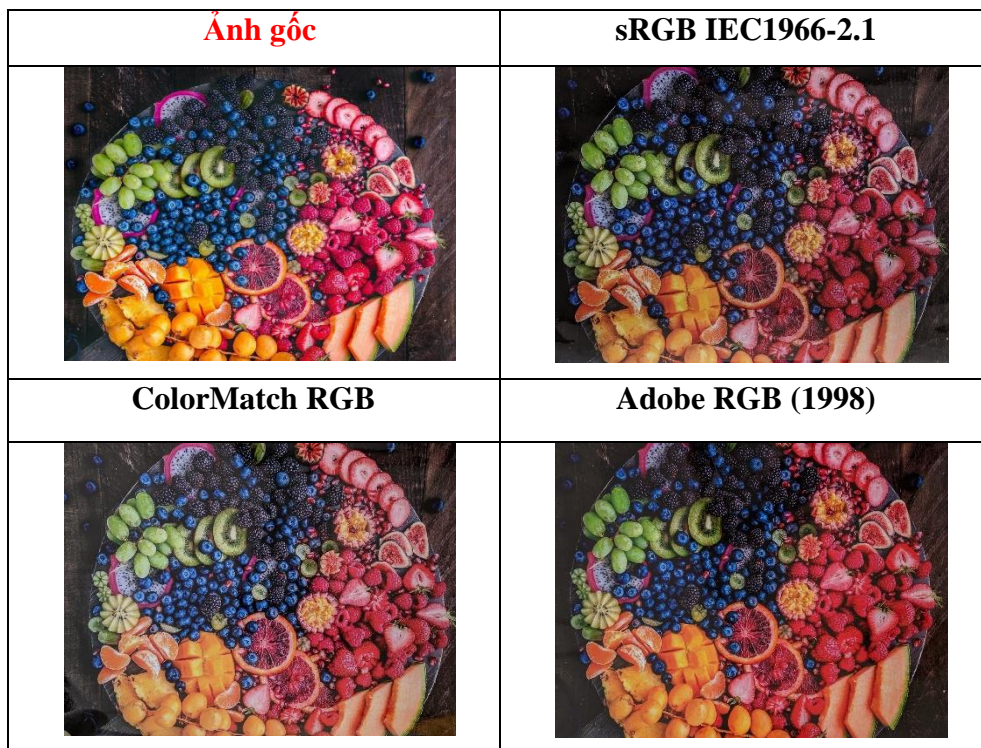 Ảnh gốc
sRGB IEC1966-2.1
ColorMatch RGB
Adobe RGB (1998)